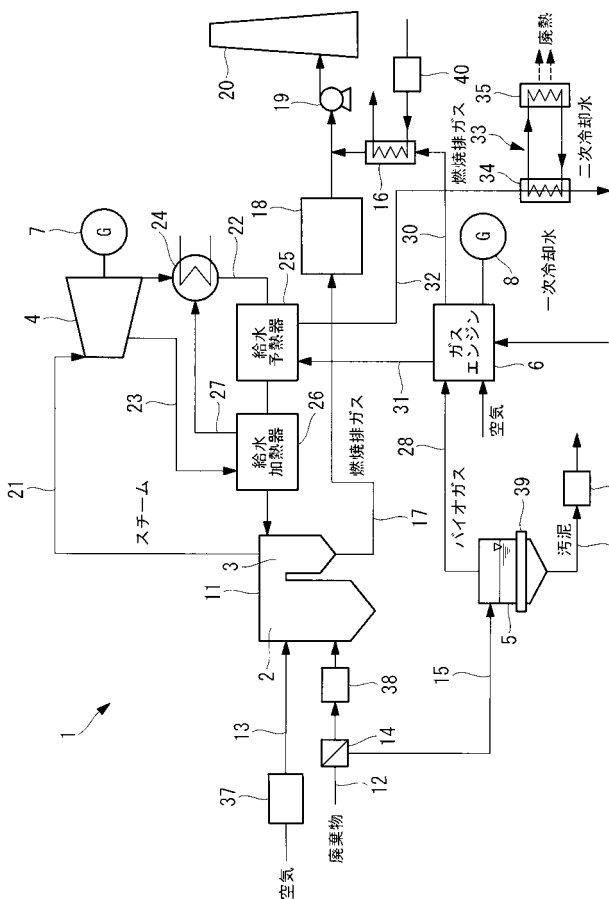 1
空気
37
13
廃棄物
12
14
38
15
2
11
3
21
スチーム
23
4
7
G
24
22
27
給水
予熱器
25
給水
加熱器
26
17
燃焼排ガス
18
19
20
16
40
燃焼排ガス
30
32
31
28
バイオガス
空気
ガス
エンジン
6
G
8
一次冷却水
二次冷却水
33
34
35
廃熱
5
39
汚泥